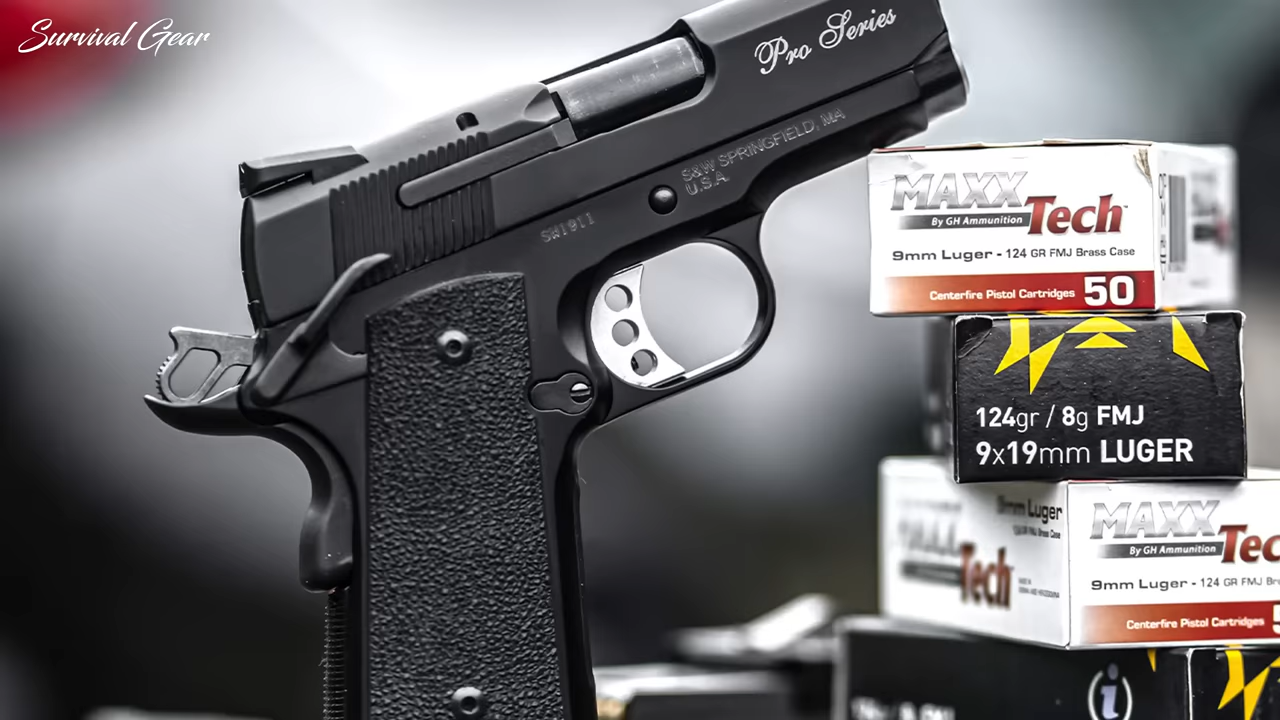 Survival Gear
Pro Series
S&W SPRINGFIELD, MA
U.S.A.
SW1911
MAXX
Tech
By GH Ammunition
9mm Luger - 124 GR FMJ Brass Case
Centerfire Pistol Cartridges 50
124gr / 8g FMJ
9x19mm LUGER
9mm Luger
Tech
MAXX
Tec
By GH Ammunition
9mm Luger - 124 GR FMJ
Centerfire Pistol Cartridges
i